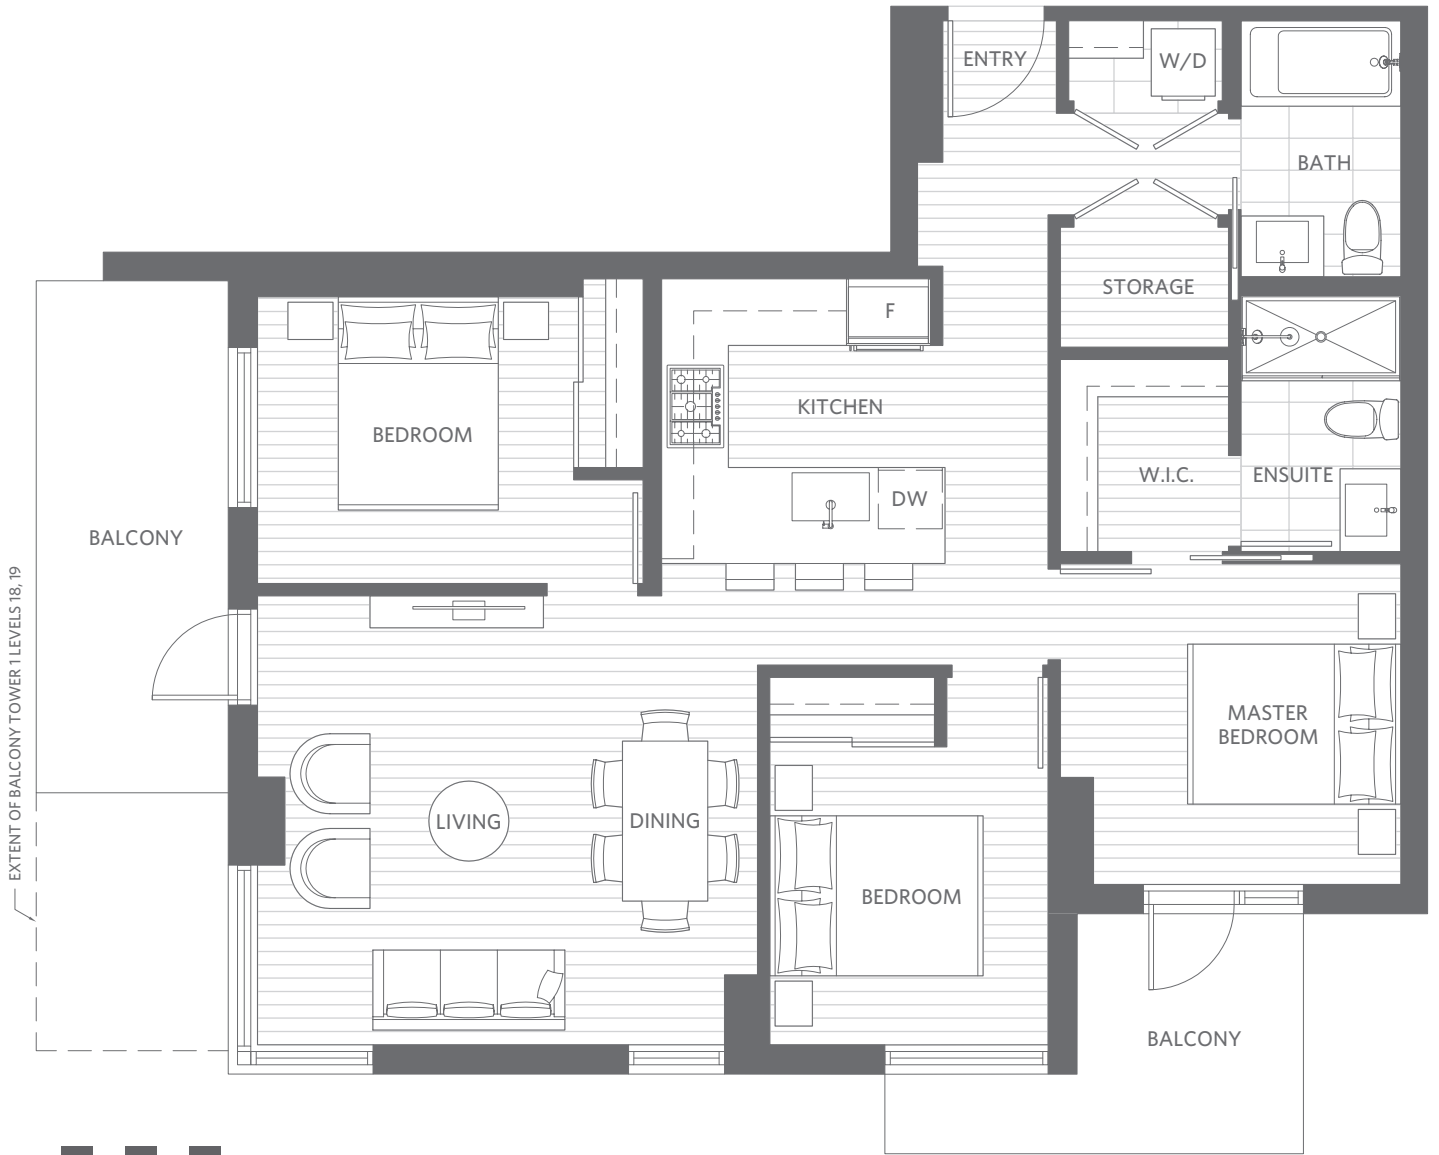 ENTRY
W/D
BATH
STORAGE
F
KITCHEN
BEDROOM
W.I.C.
ENSUITE
DW
BALCONY
EXTENT OF BALCONY TOWER 1 LEVELS 18, 19
MASTER
BEDROOM
LIVING
DINING
BEDROOM
BALCONY